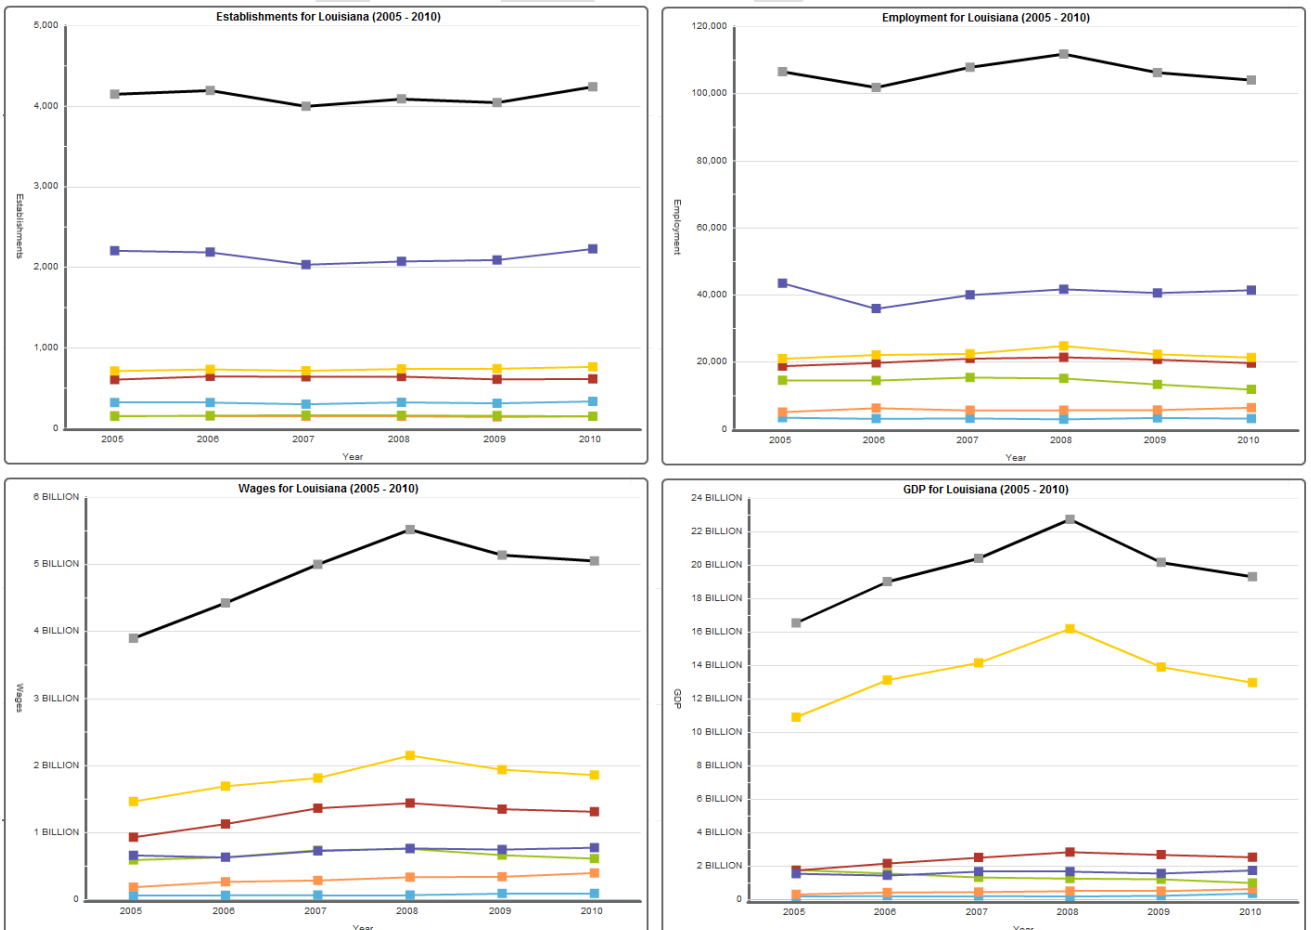 Establishments for Louisiana (2005 - 2010)
5,000
4,000
3,000
2,000
1,000
0
Establishments
2005 2006 2007 2008 2009 2010
Year
Employment for Louisiana (2005 - 2010)
120,000
100,000
80,000
60,000
40,000
20,000
0
Employment
2005 2006 2007 2008 2009 2010
Year
Wages for Louisiana (2005 - 2010)
6 BILLION
5 BILLION
4 BILLION
3 BILLION
2 BILLION
1 BILLION
0
Wages
2005 2006 2007 2008 2009 2010
Year
GDP for Louisiana (2005 - 2010)
24 BILLION
22 BILLION
20 BILLION
18 BILLION
16 BILLION
14 BILLION
12 BILLION
10 BILLION
8 BILLION
6 BILLION
4 BILLION
2 BILLION
0
GDP
2005 2006 2007 2008 2009 2010
Year